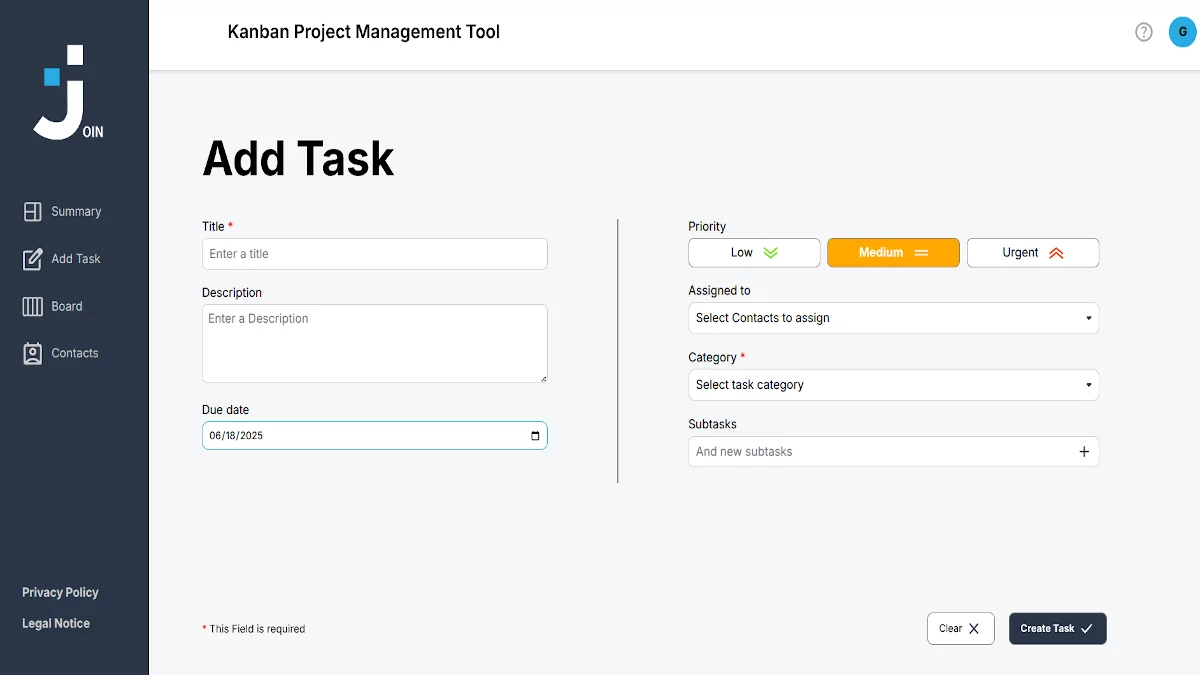 Kanban Project Management Tool
?
G
OIN
Summary
Add Task
Board
Contacts
Privacy Policy
Legal Notice
Add Task
Title *
Enter a title
Description
Enter a Description
Due date
06/18/2025
Priority
Low
Medium
Urgent
Assigned to
Select Contacts to assign
Category *
Select task category
Subtasks
And new subtasks
* This Field is required
Clear
Create Task